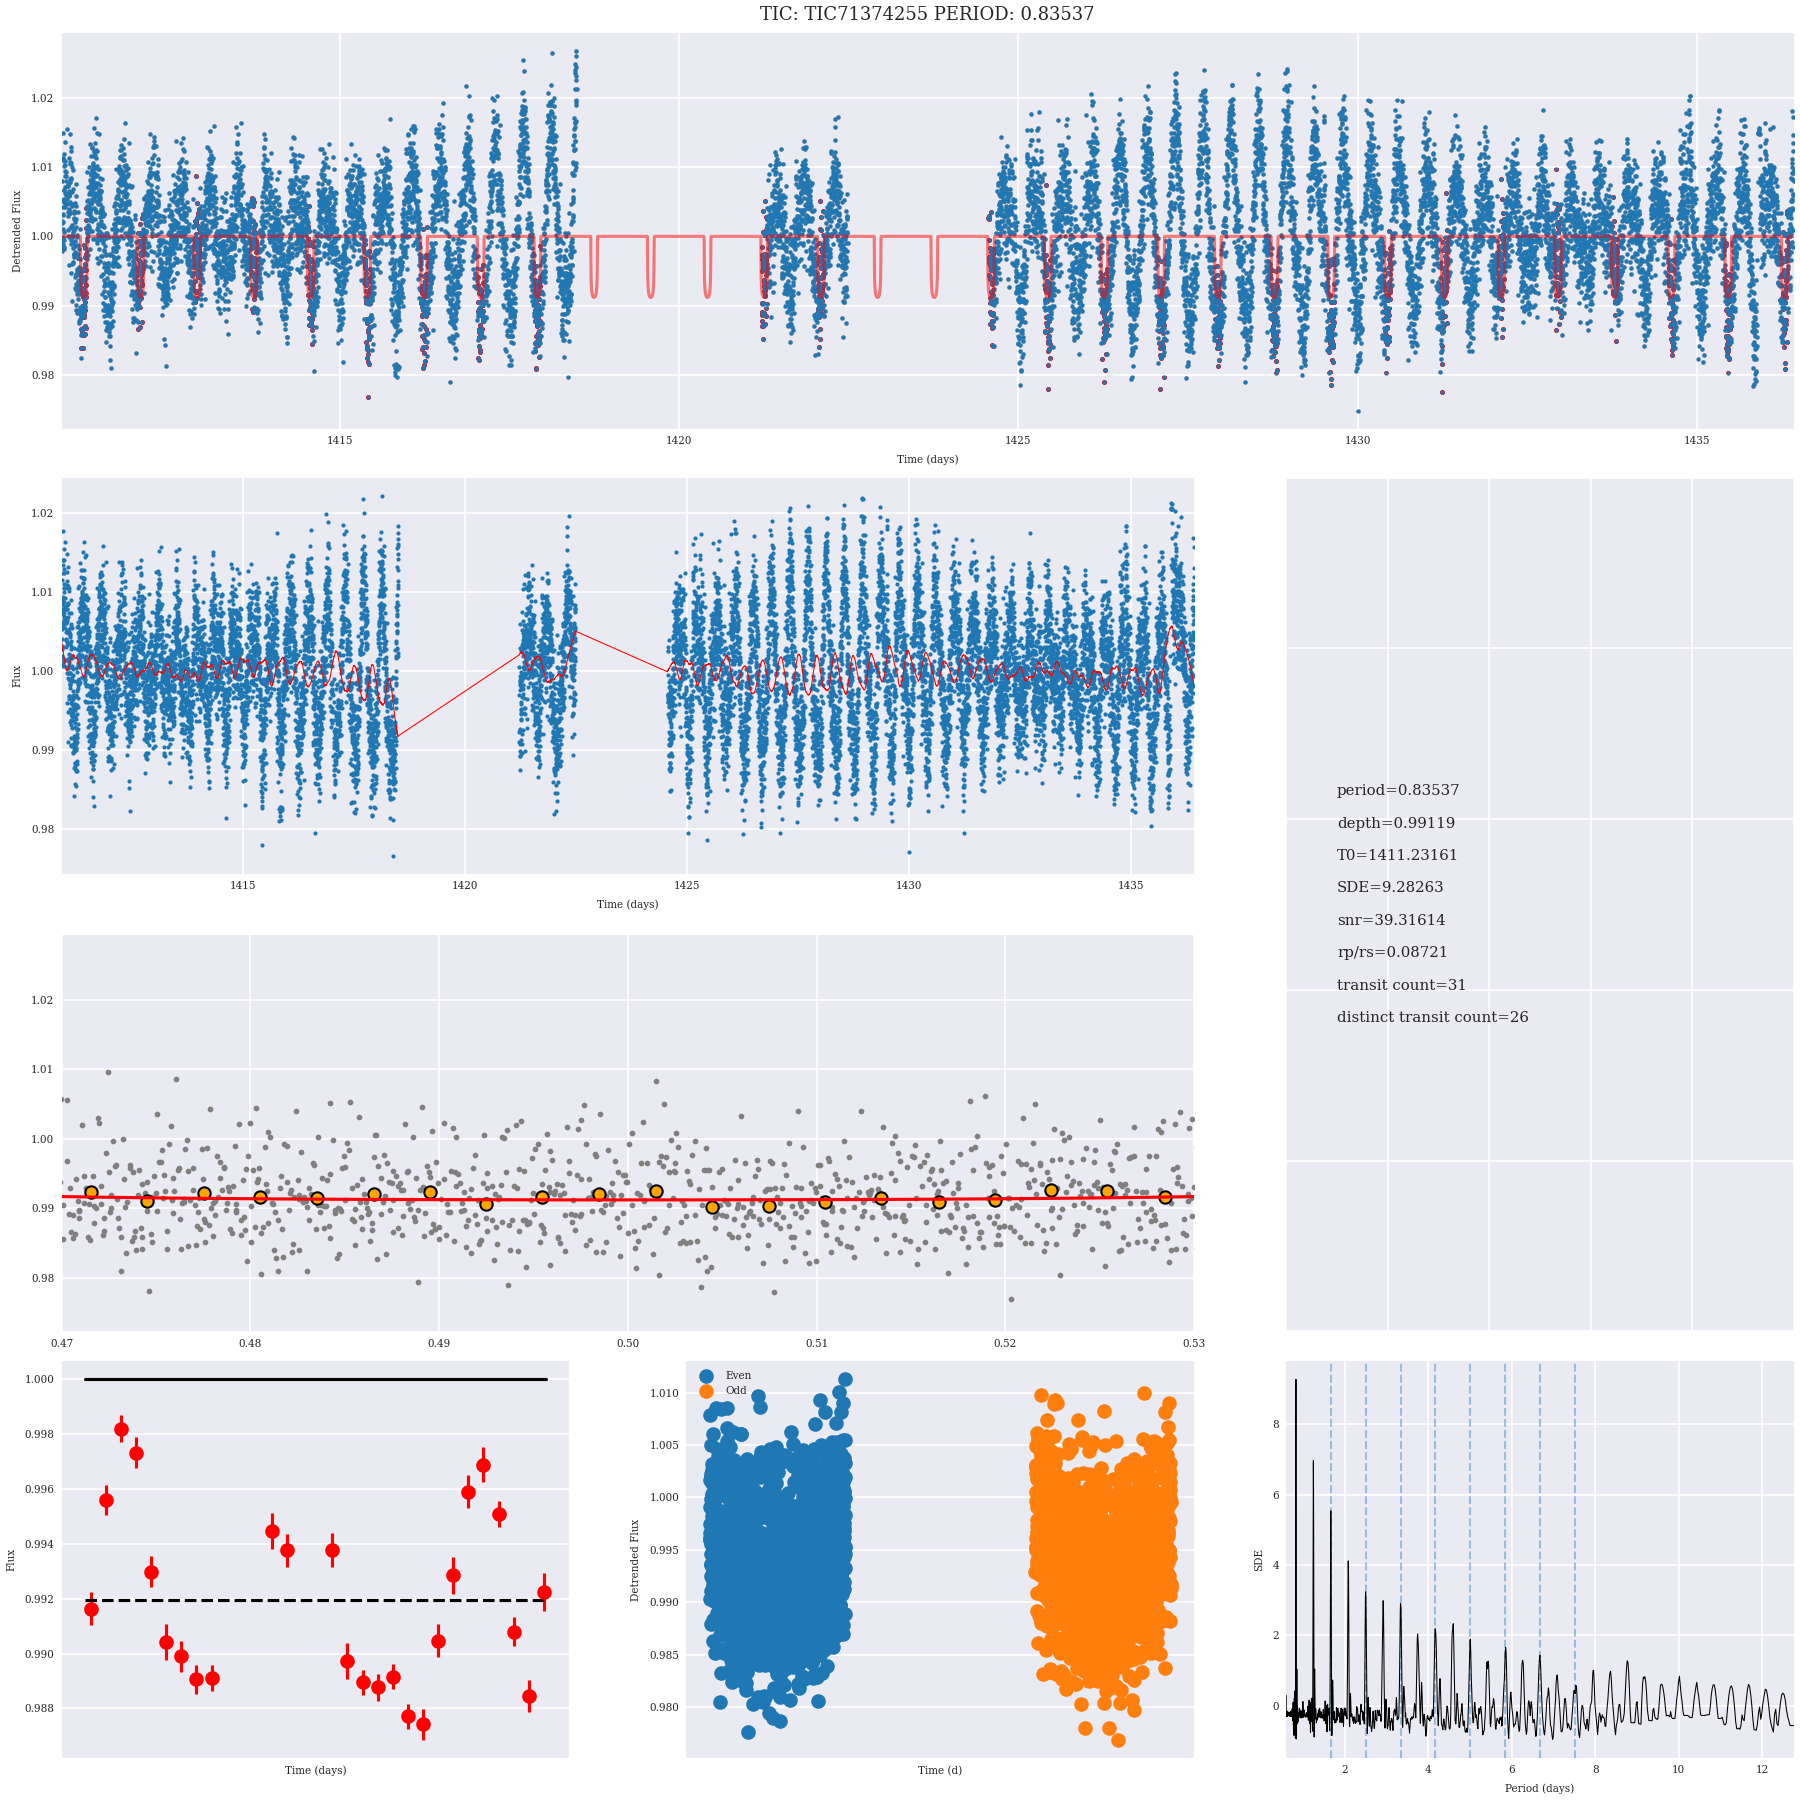 TIC: TIC71374255 PERIOD: 0.83537
Detrended Flux
1.02
1.01
1.00
0.99
0.98
1415
1420
1425
1430
1435
Time (days)
Flux
1.02
1.01
1.00
0.99
0.98
1415
1420
1425
1430
1435
Time (days)
period=0.83537
depth=0.99119
T0=1411.23161
SDE=9.28263
snr=39.31614
rp/rs=0.08721
transit count=31
distinct transit count=26
1.02
1.01
1.00
0.99
0.98
0.47
0.48
0.49
0.50
0.51
0.52
0.53
Flux
1.000
0.998
0.996
0.994
0.992
0.990
0.988
Time (days)
Even
Odd
Detrended Flux
1.010
1.005
1.000
0.995
0.990
0.985
0.980
Time (d)
SDE
8
6
4
2
0
2
4
6
8
10
12
Period (days)